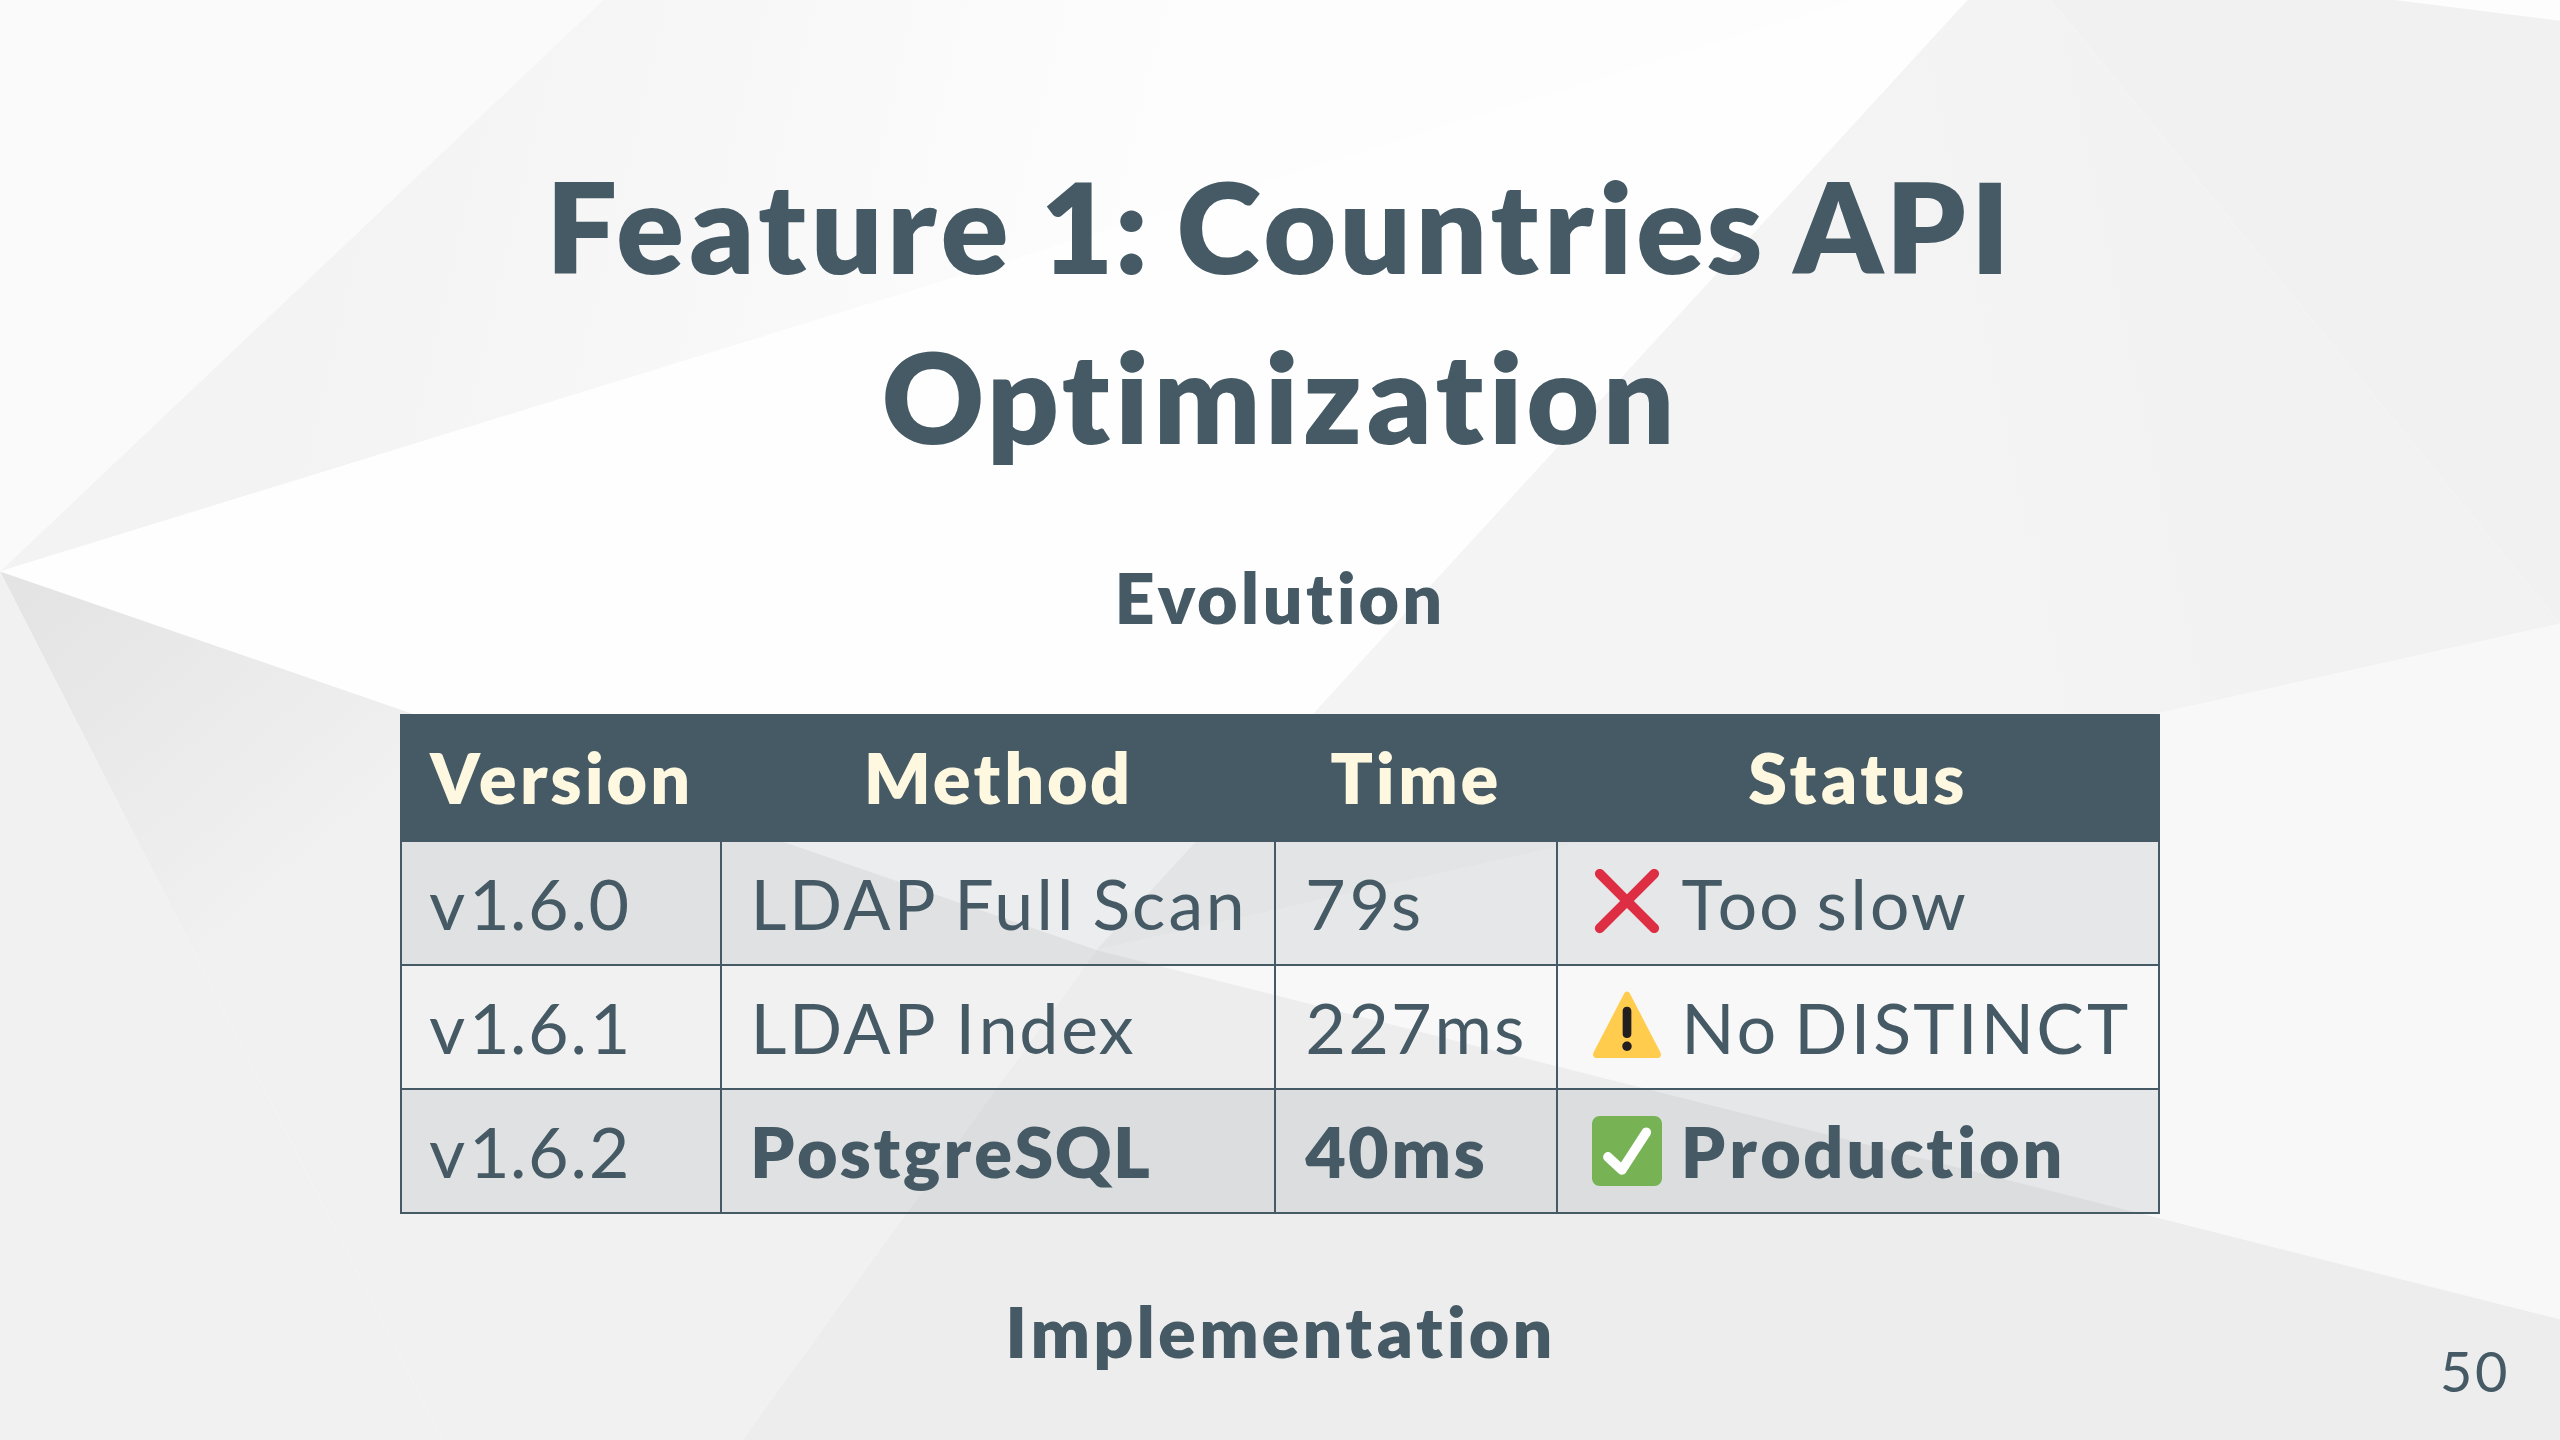 Feature 1: Countries API
Optimization
Evolution
Version Method Time Status
v1.6.0 LDAP Full Scan 79s ❌ Too slow
v1.6.1 LDAP Index 227ms ⚠️ No DISTINCT
v1.6.2 PostgreSQL 40ms ✅ Production
Implementation
50